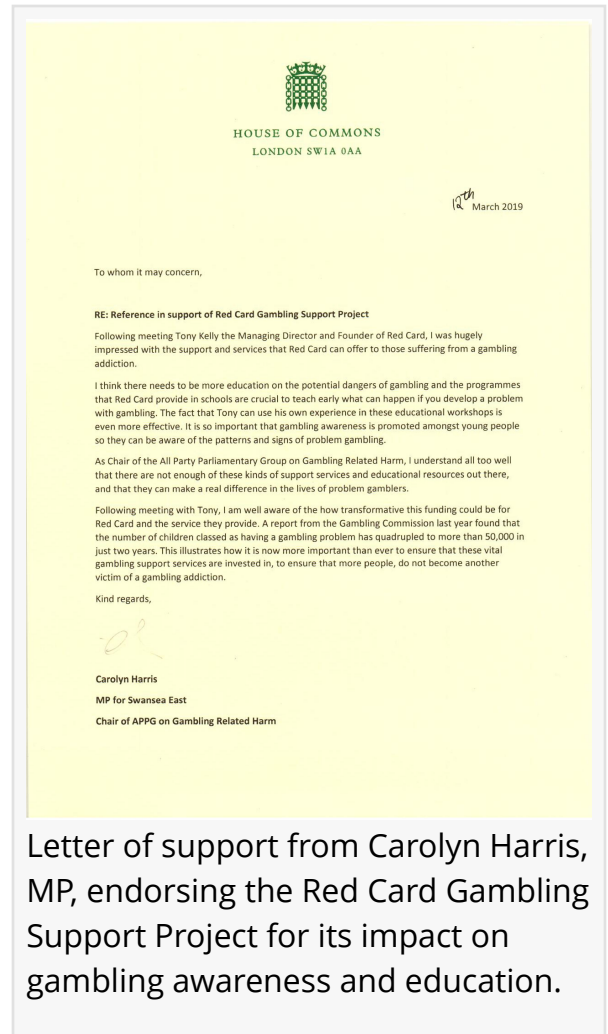 HOUSE OF COMMONS
LONDON SW1A 0AA
12th March 2019
To whom it may concern,
RE: Reference in support of Red Card Gambling Support Project
Following meeting Tony Kelly the Managing Director and Founder of Red Card, I was hugely
impressed with the support and services that Red Card can offer to those suffering from a gambling
addiction.
I think there needs to be more education on the potential dangers of gambling and the programmes
that Red Card provide in schools are crucial to teach early what can happen if you develop a problem
with gambling. The fact that Tony can use his own experience in these educational workshops is
even more effective. It is so important that gambling awareness is promoted amongst young people
so they can be aware of the patterns and signs of problem gambling.
As Chair of the All Party Parliamentary Group on Gambling Related Harm, I understand all too well
that there are not enough of these kinds of support services and educational resources out there,
and that they can make a real difference in the lives of problem gamblers.
Following meeting with Tony, I am well aware of the how transformative this funding could be for
Red Card and the service they provide. A report from the Gambling Commission last year found that
the number of children classed as having a gambling problem has quadrupled to more than 50,000 in
just two years. This illustrates how it is now more important than ever to ensure that these vital
gambling support services are invested in, to ensure that more people, do not become another
victim of a gambling addiction.
Kind regards,
Carolyn Harris
MP for Swansea East
Chair of APPG on Gambling Related Harm
Letter of support from Carolyn Harris,
MP, endorsing the Red Card Gambling
Support Project for its impact on
gambling awareness and education.